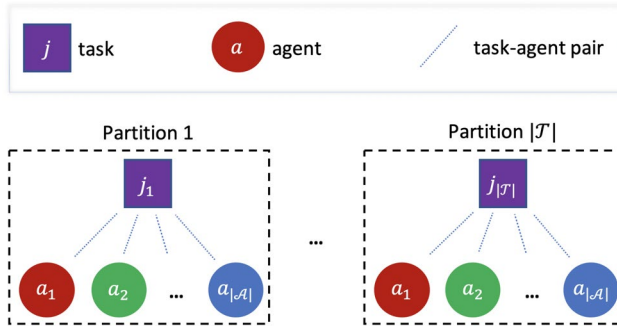 j task a agent task-agent pair
Partition 1 Partition |𝒯|
j₁ ... j|𝒯|
a₁ a₂ ... a|𝒜| a₁ a₂ ... a|𝒜|